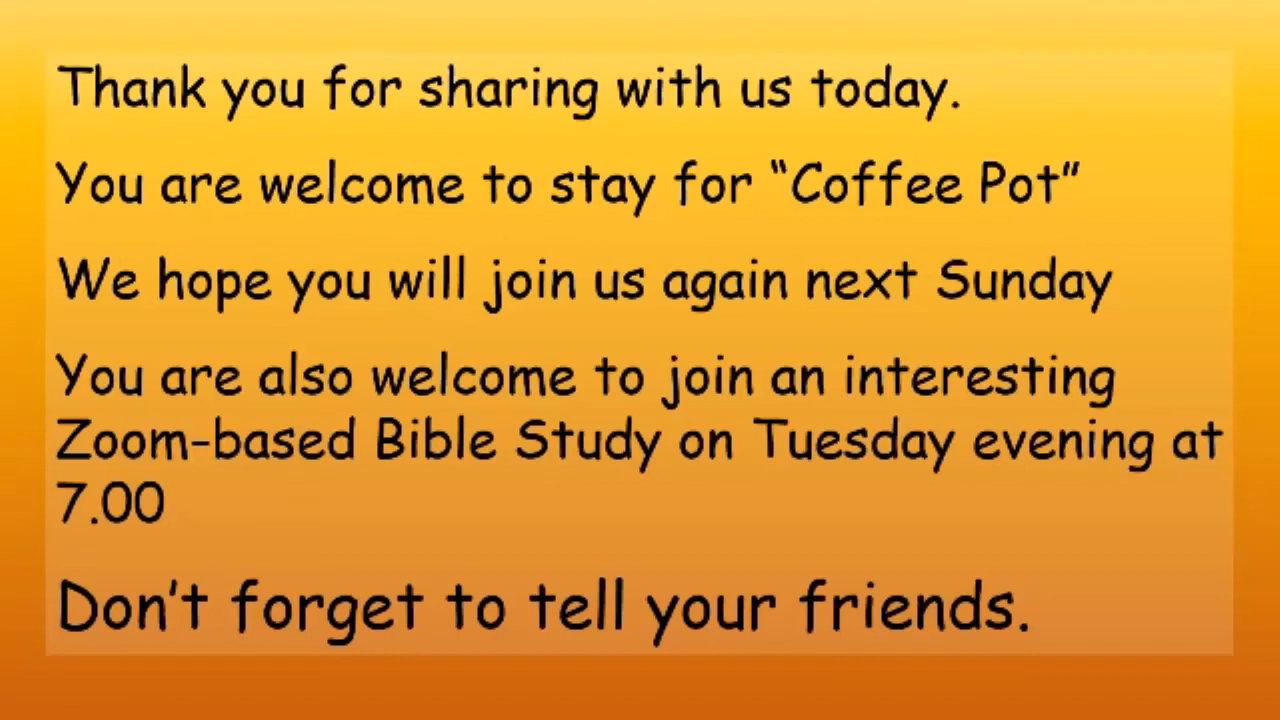 Thank you for sharing with us today.
You are welcome to stay for “Coffee Pot”
We hope you will join us again next Sunday
You are also welcome to join an interesting
Zoom-based Bible Study on Tuesday evening at
7.00
Don’t forget to tell your friends.